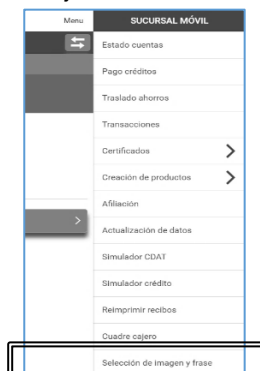 Menu
SUCURSAL MÓVIL
Estado cuentas
Pago créditos
Traslado ahorros
Transacciones
Certificados
Creación de productos
Afiliación
Actualización de datos
Simulador CDAT
Simulador crédito
Reimprimir recibos
Cuadre cajero
Selección de imagen y frase